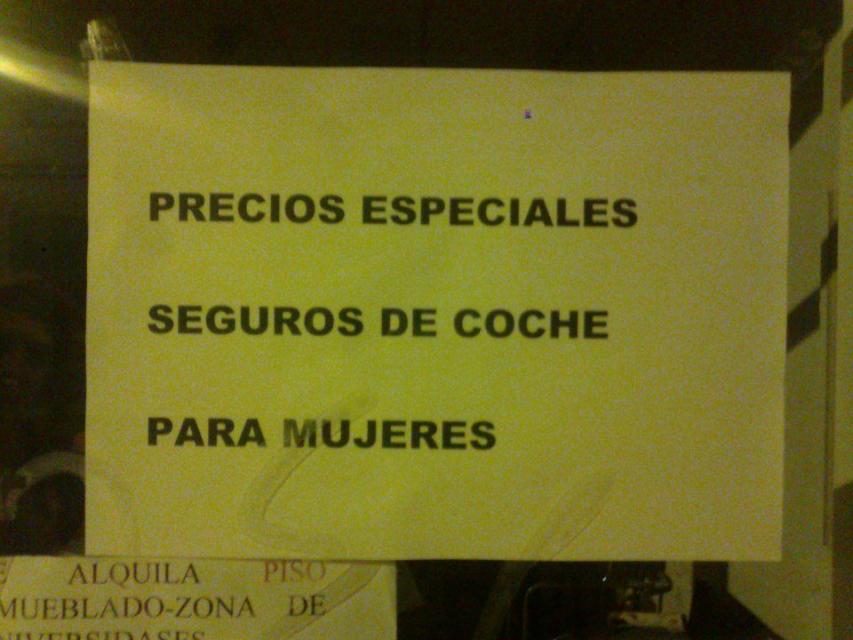 PRECIOS ESPECIALES
SEGUROS DE COCHE
PARA MUJERES
ALQUILA PISO
MUEBLADO-ZONA DE